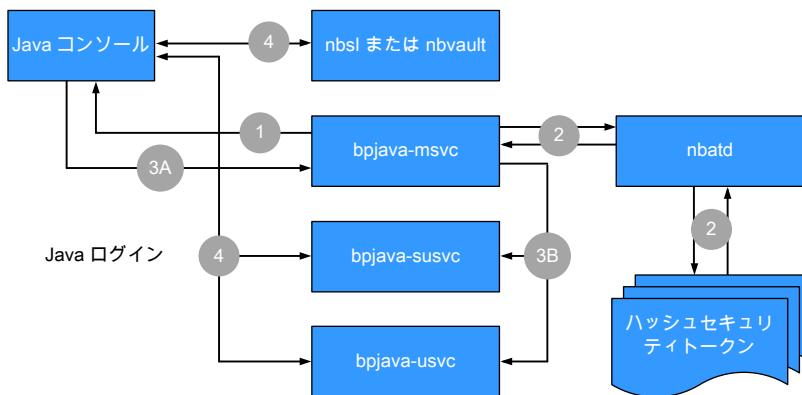 Java コンソール
4
nbsl または nbvault
1
bpjava-msvc
2
nbatd
3A
2
Java ログイン
4
bpjava-susvc
3B
ハッシュセキュリ
ティトークン
bpjava-usvc